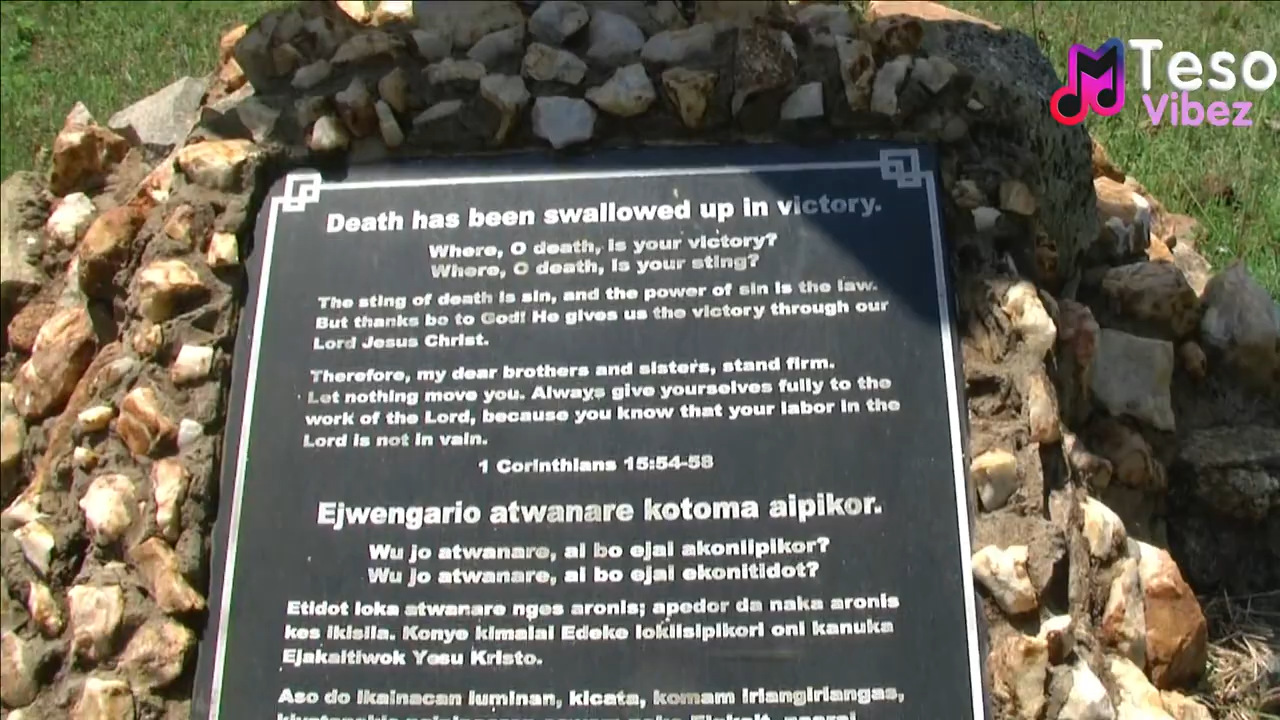 Teso
Vibez
Death has been swallowed up in victory.
Where, O death, is your victory?
Where, O death, is your sting?
The sting of death is sin, and the power of sin is the law.
But thanks be to God! He gives us the victory through our
Lord Jesus Christ.
Therefore, my dear brothers and sisters, stand firm.
Let nothing move you. Always give yourselves fully to the
work of the Lord, because you know that your labor in the
Lord is not in vain.
1 Corinthians 15:54-58
Ejwengario atwanare kotoma aipikor.
Wu jo atwanare, ai bo ejai akoniipikor?
Wu jo atwanare, ai bo ejai ekonitidot?
Etidot loka atwanare nges aronis; apedor da naka aronis
kes ikisila. Konye kimaiai Edeke lokiisipikori oni kanuka
Ejakaitiwok Yesu Kristo.
Aso do ikainacan luminan, kicata, komam iriangiriangas,